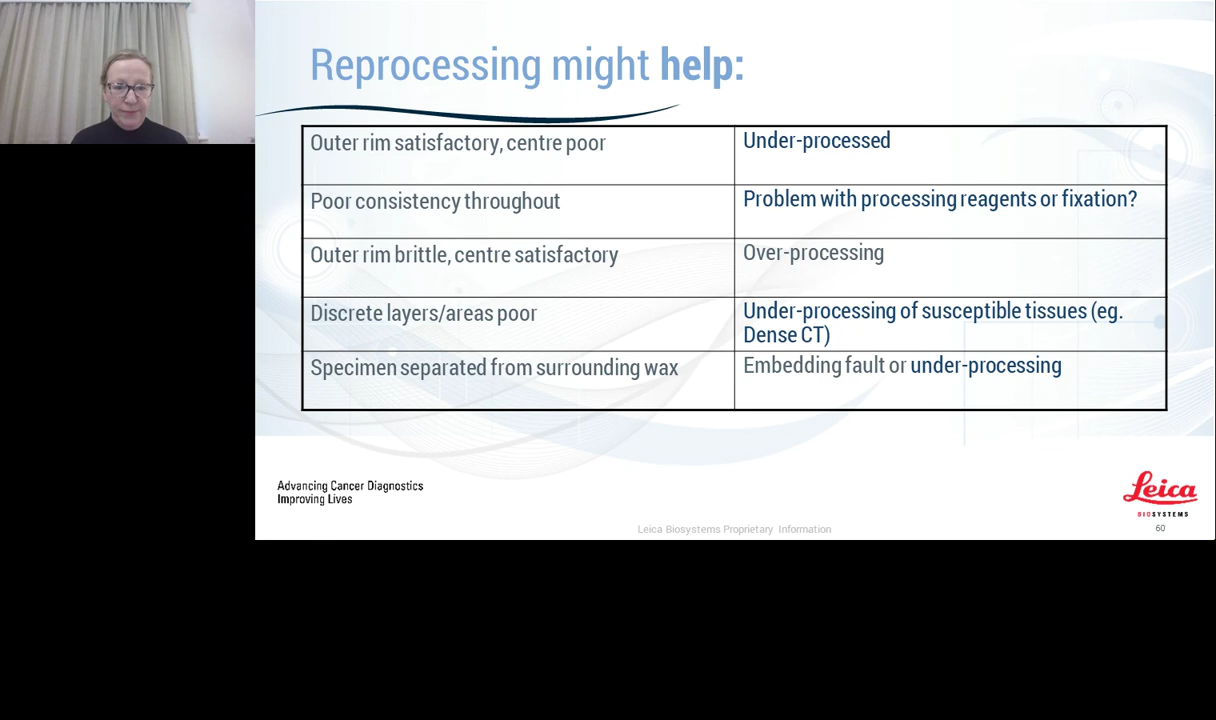 Reprocessing might help:
Outer rim satisfactory, centre poor
Under-processed
Poor consistency throughout
Problem with processing reagents or fixation?
Outer rim brittle, centre satisfactory
Over-processing
Discrete layers/areas poor
Under-processing of susceptible tissues (eg.
Dense CT)
Specimen separated from surrounding wax
Embedding fault or under-processing
Advancing Cancer Diagnostics
Improving Lives
Leica
BIOSYSTEMS
Leica Biosystems Proprietary Information
60